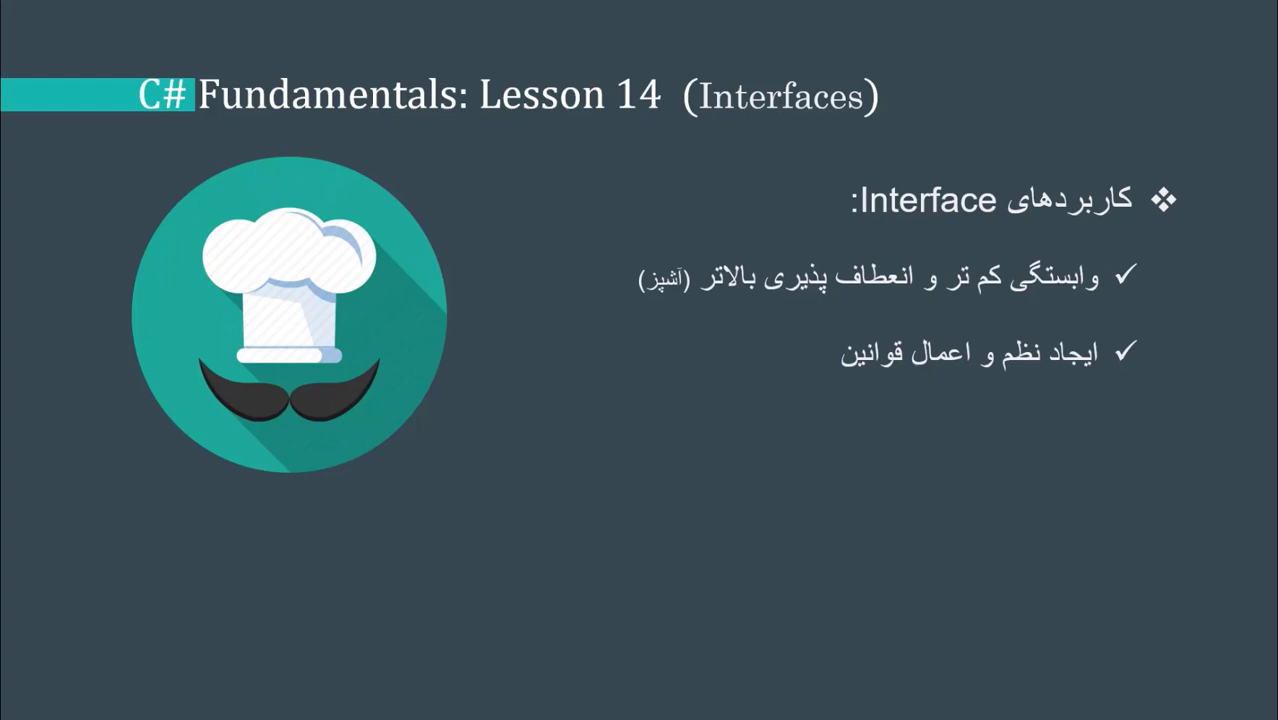 C# Fundamentals: Lesson 14 (Interfaces)
❖ کاربردهای Interface:
✓ وابستگی کم تر و انعطاف پذیری بالاتر (آشپز)
✓ ایجاد نظم و اعمال قوانین